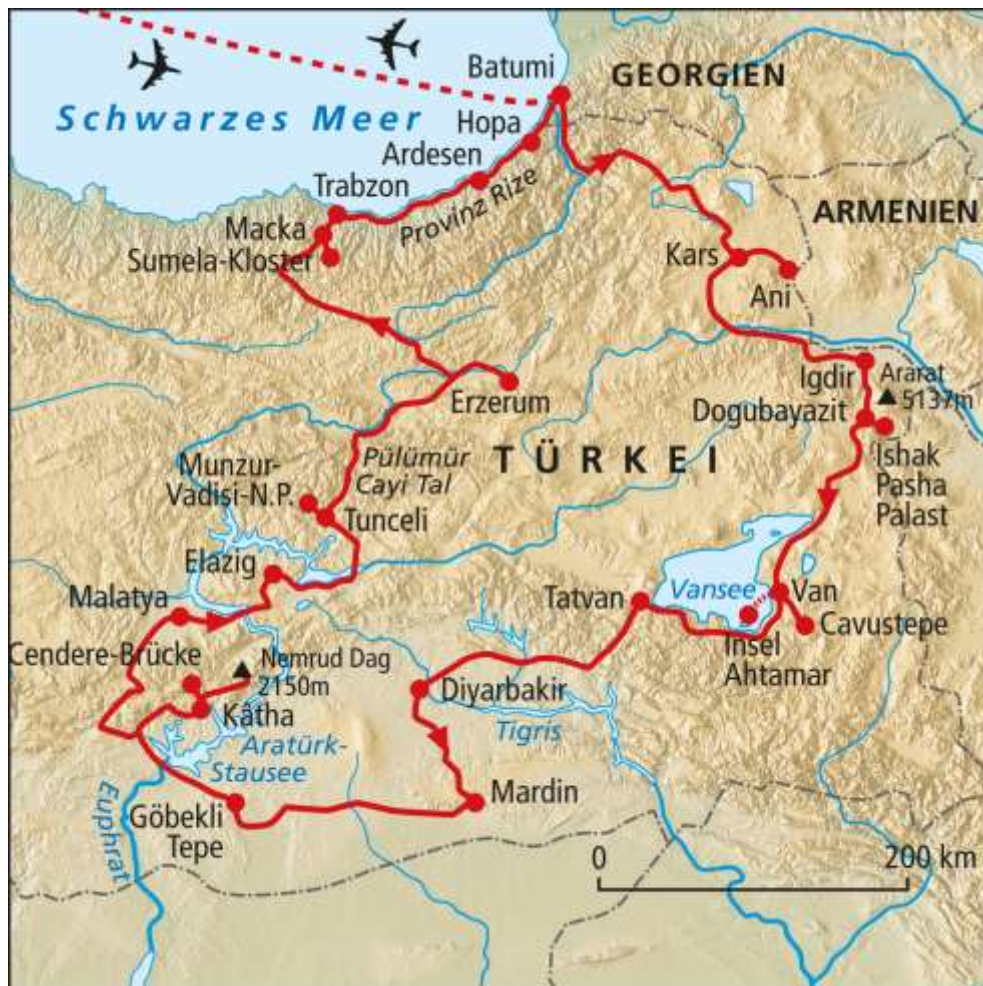 Batumi
GEORGIEN
Schwarzes Meer
Hopa
Ardesen
Trabzon
Provinz Rize
ARMENIEN
Macka
Sumela-Kloster
Kars
Ani
Erzerum
Igdir
Ararat
5137m
Dogubayazit
TÜRKEI
Ishak
Pasha
Palast
Pülümür
Cayi Tal
Munzur-
Vadisi-N.P.
Tunceli
Elazig
Malatya
Tatvan
Vansee
Van
Cavustepe
Insel
Ahtamar
Cendere-Brücke
Nemrud Dag
2150m
Diyarbakir
Kâtha
Aratürk-
Stausee
Tigris
Mardin
Göbekli
Tepe
Euphrat
0 200 km